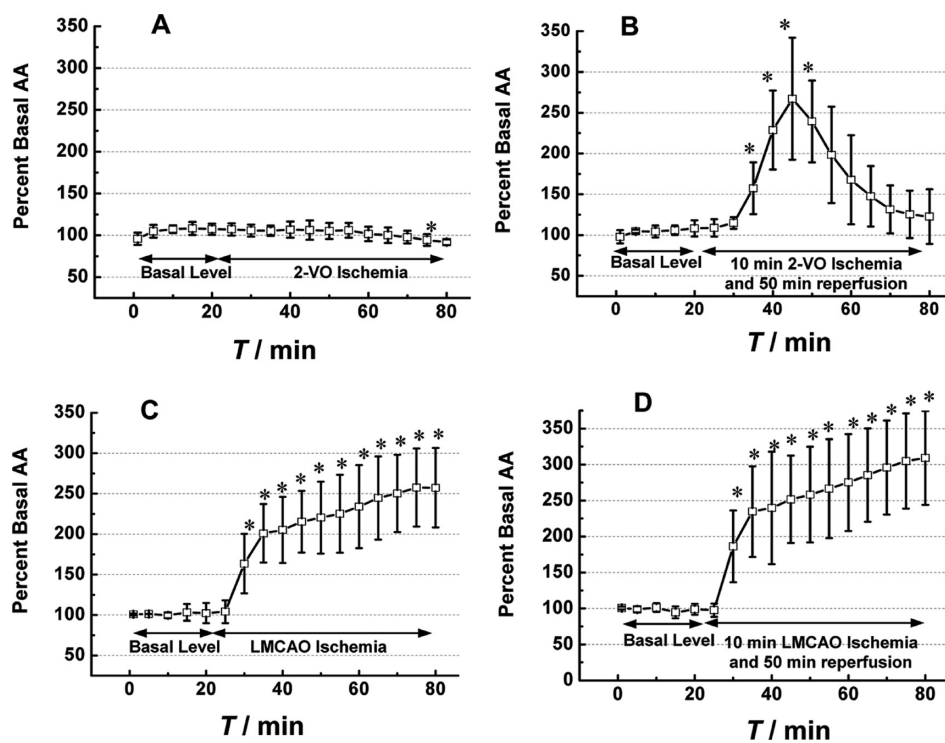 A
Percent Basal AA
350
300
250
200
150
100
50
*
Basal Level
2-VO Ischemia
0
20
40
60
80
T / min
B
Percent Basal AA
350
300
250
200
150
100
50
* * * *
Basal Level
10 min 2-VO Ischemia
and 50 min reperfusion
0
20
40
60
80
T / min
C
Percent Basal AA
350
300
250
200
150
100
50
* * * * * * * * * * *
Basal Level
LMCAO Ischemia
0
20
40
60
80
T / min
D
Percent Basal AA
350
300
250
200
150
100
50
0
* * * * * * * * * * *
Basal Level
10 min LMCAO Ischemia
and 50 min reperfusion
0
20
40
60
80
T / min